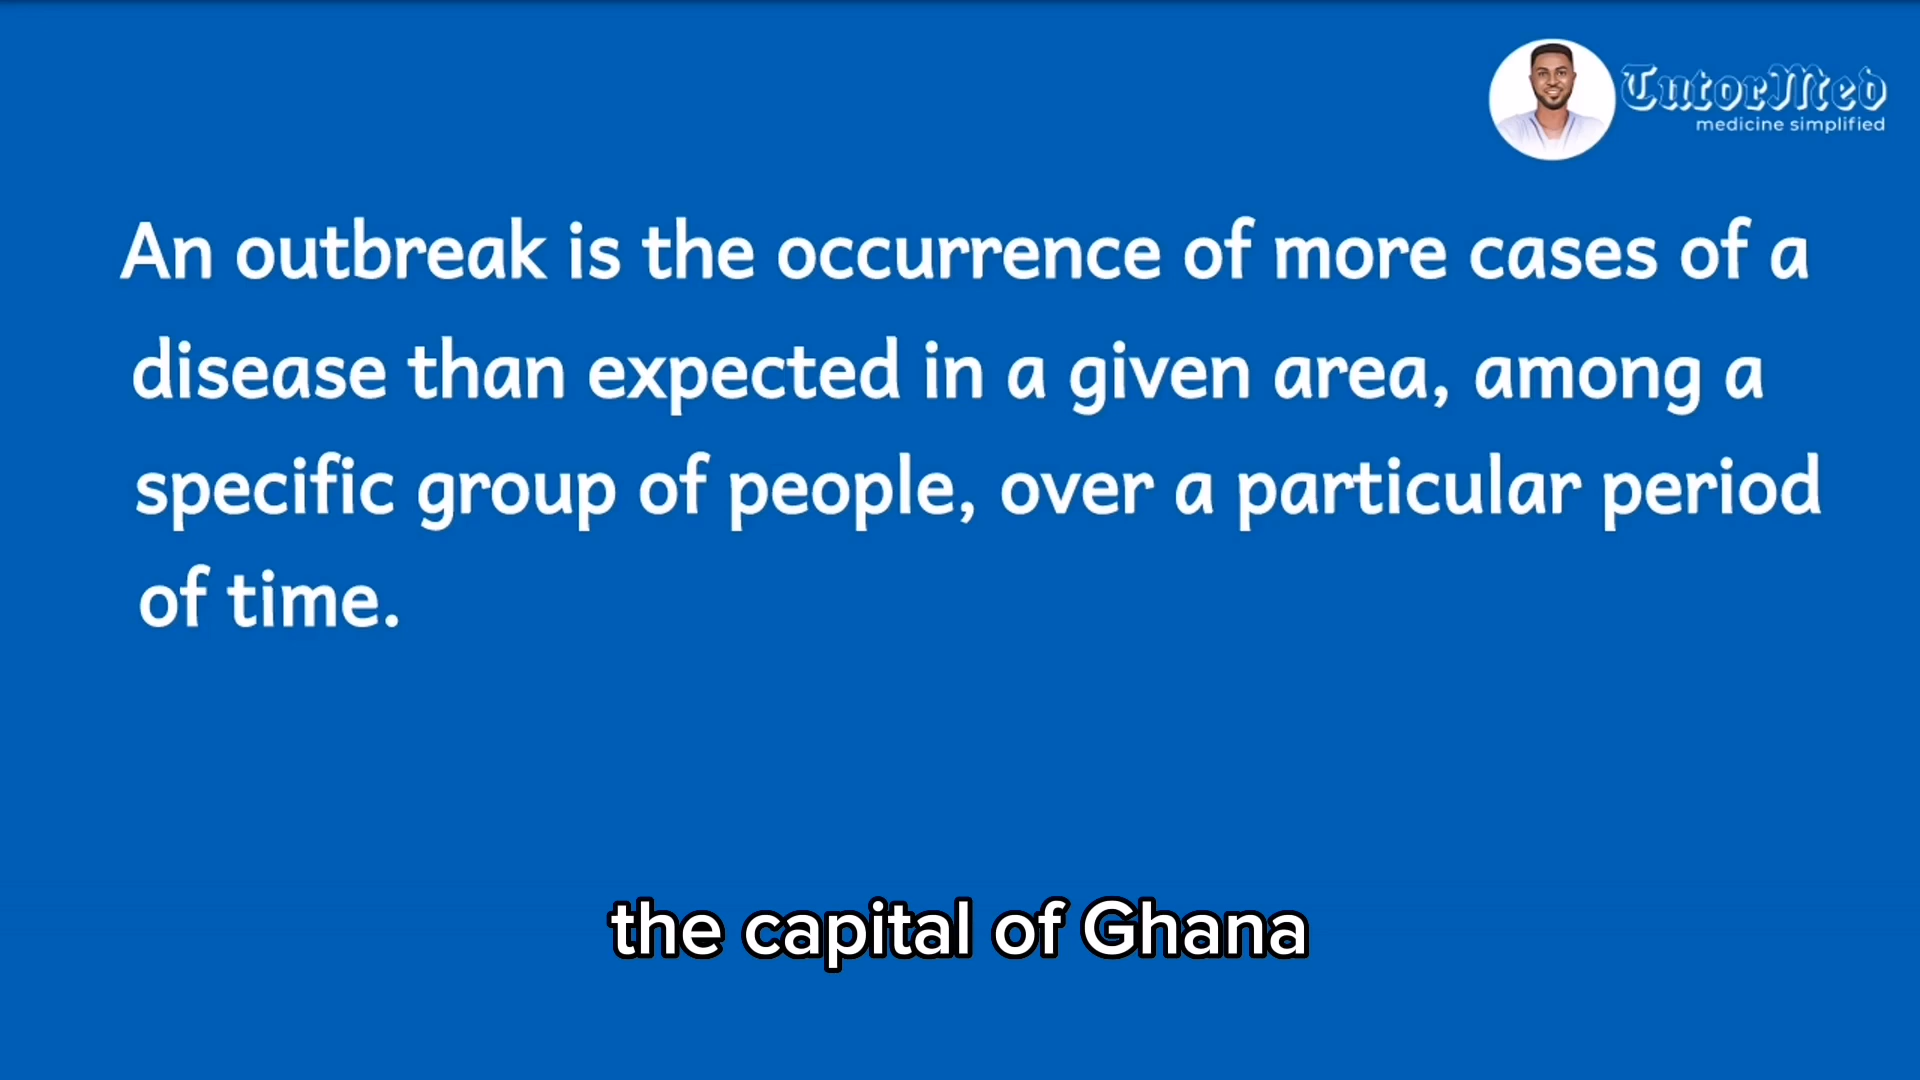 TutorMed
medicine simplified
An outbreak is the occurrence of more cases of a
disease than expected in a given area, among a
specific group of people, over a particular period
of time.
the capital of Ghana